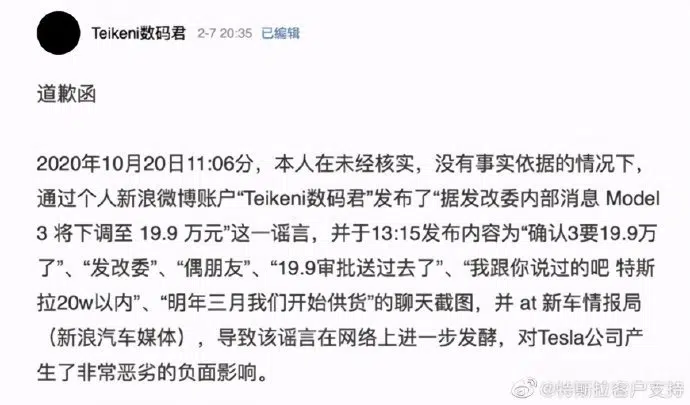 Teikeni数码君 2-7 20:35 已编辑
道歉函
2020年10月20日11:06分，本人在未经核实，没有事实依据的情况下，
通过个人新浪微博账户“Teikeni数码君”发布了“据发改委内部消息 Model
3 将下调至 19.9 万元”这一谣言，并于13:15发布内容为“确认3要19.9万
了”、“发改委”、“偶朋友”、“19.9审批送过去了”、“我跟你说过的吧 特斯
拉20w以内”、“明年三月我们开始供货”的聊天截图，并 at 新车情报局
（新浪汽车媒体），导致该谣言在网络上进一步发酵，对Tesla公司产
生了非常恶劣的负面影响。
@特斯拉客户支持